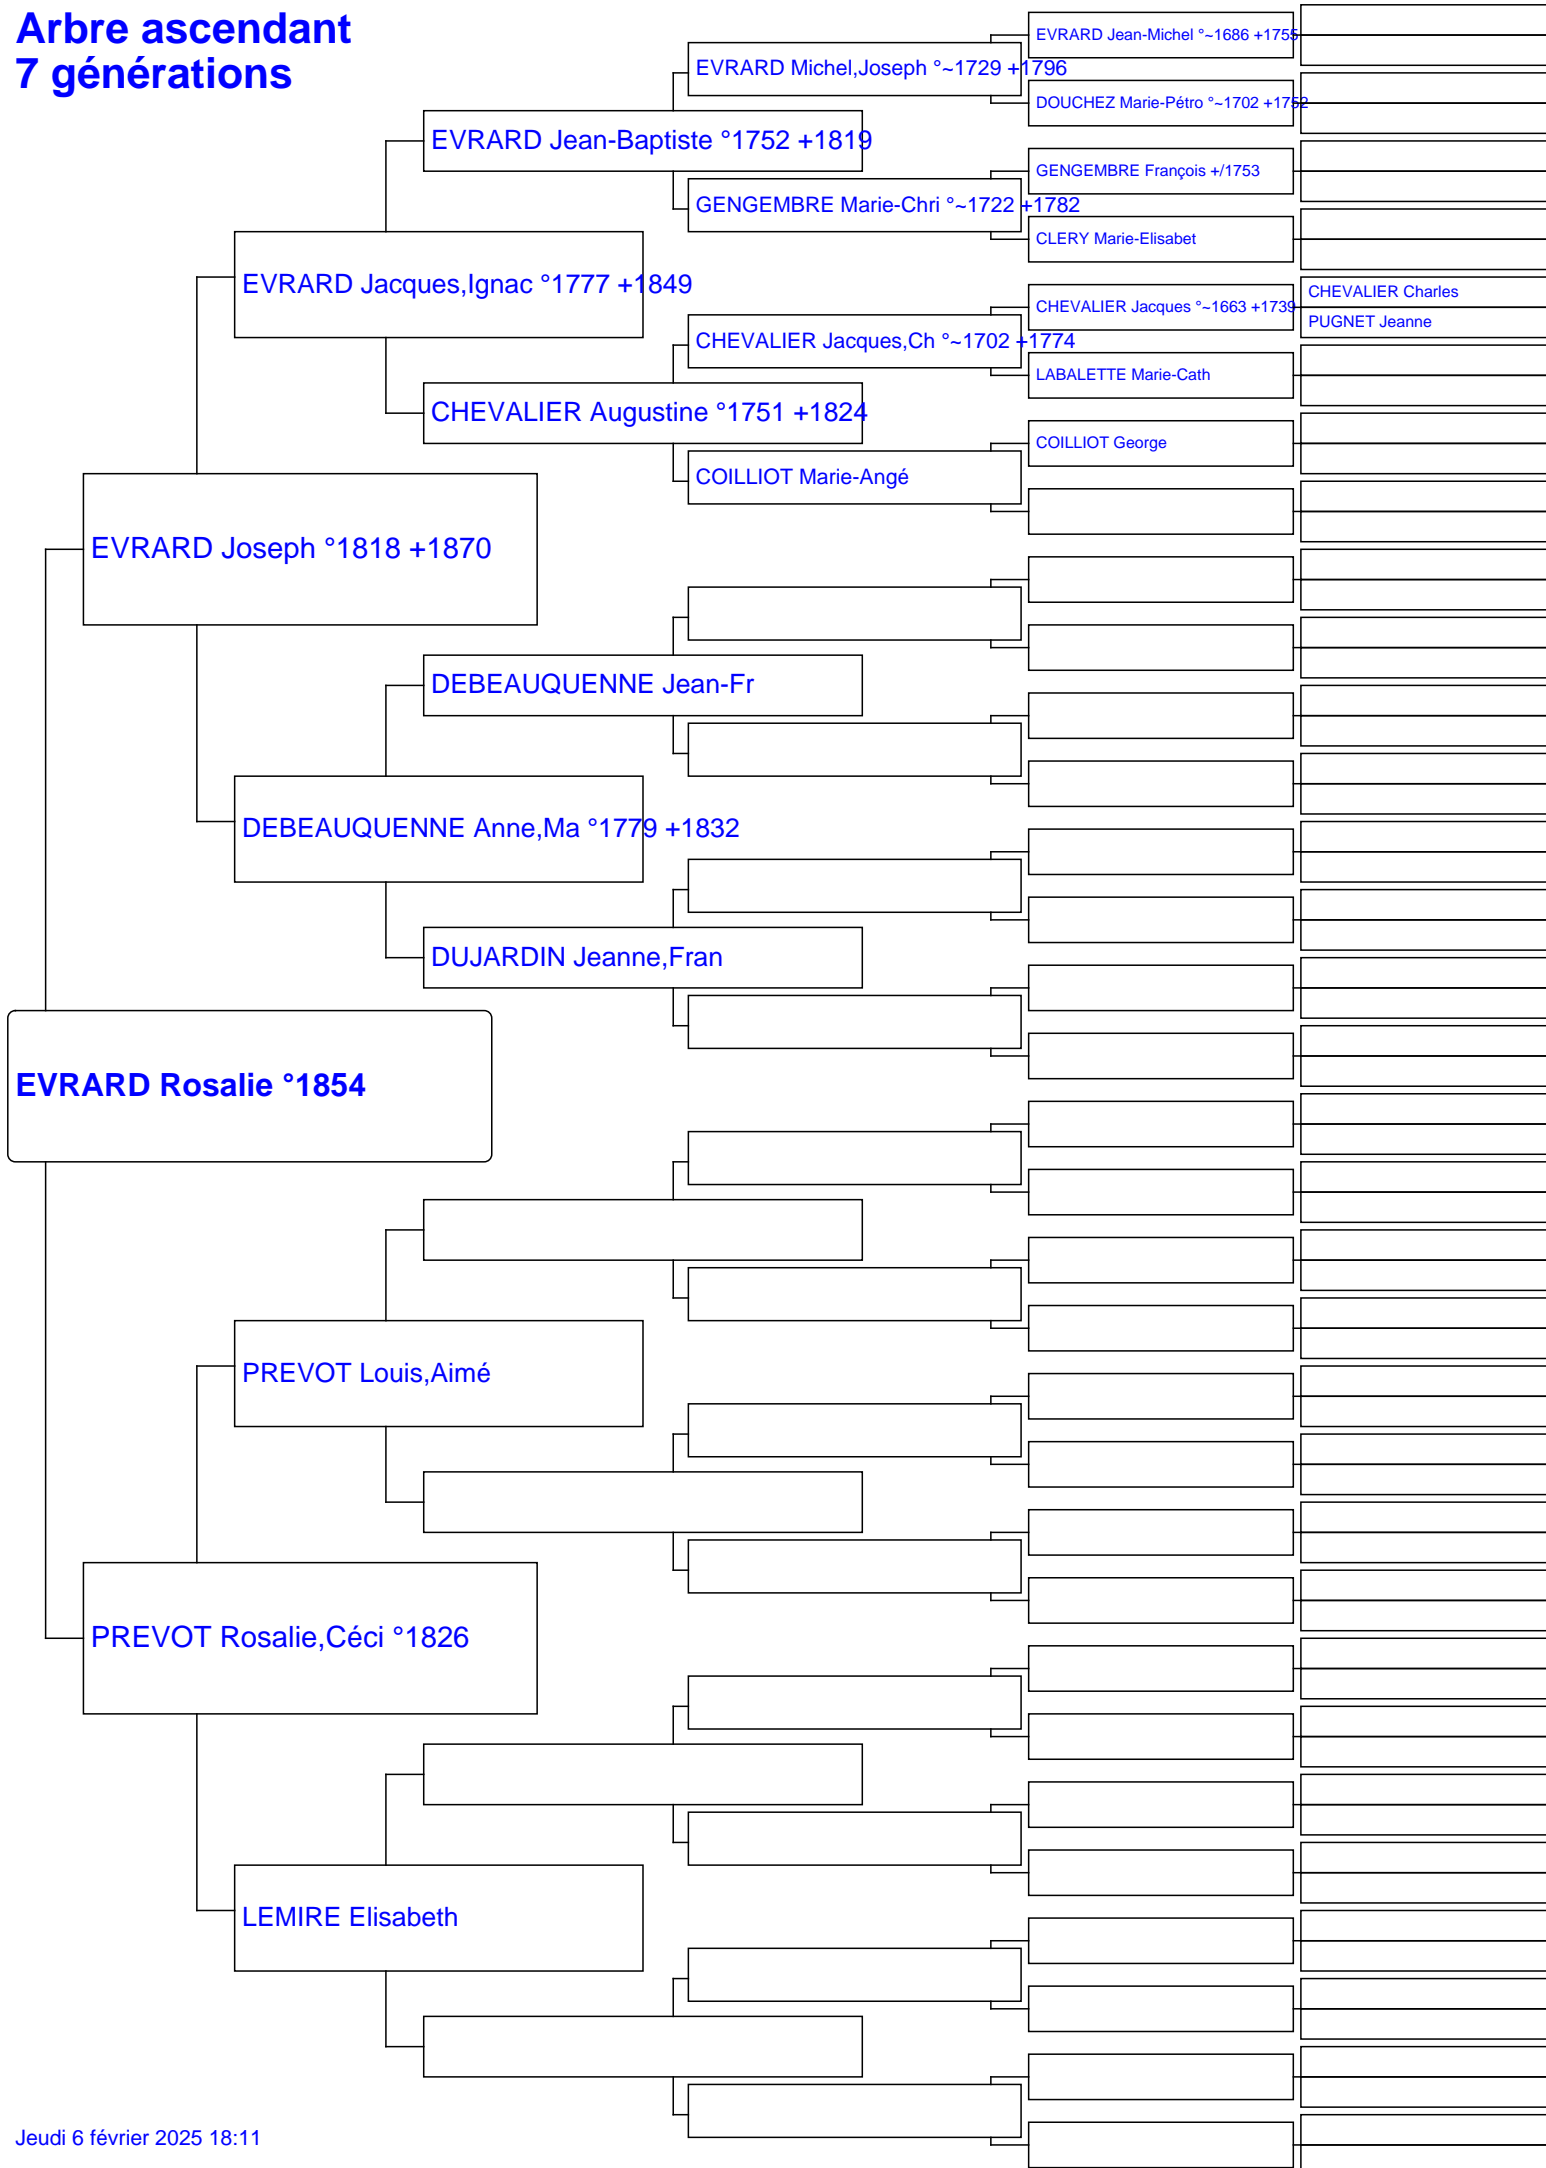 Arbre ascendant
7 générations
EVRARD Jean-Michel °~1686 +1755
EVRARD Michel,Joseph °~1729 +1796
DOUCHEZ Marie-Pétro °~1702 +1752
EVRARD Jean-Baptiste °1752 +1819
GENGEMBRE François +/1753
GENGEMBRE Marie-Chri °~1722 +1782
CLERY Marie-Elisabet
EVRARD Jacques,Ignac °1777 +1849
CHEVALIER Charles
CHEVALIER Jacques °~1663 +1739
PUGNET Jeanne
CHEVALIER Jacques,Ch °~1702 +1774
LABALETTE Marie-Cath
CHEVALIER Augustine °1751 +1824
COILLIOT George
COILLIOT Marie-Angé
EVRARD Joseph °1818 +1870
DEBEAUQUENNE Jean-Fr
DEBEAUQUENNE Anne,Ma °1779 +1832
DUJARDIN Jeanne,Fran
EVRARD Rosalie °1854
PREVOT Louis,Aimé
PREVOT Rosalie,Céci °1826
LEMIRE Elisabeth
Jeudi 6 février 2025 18:11